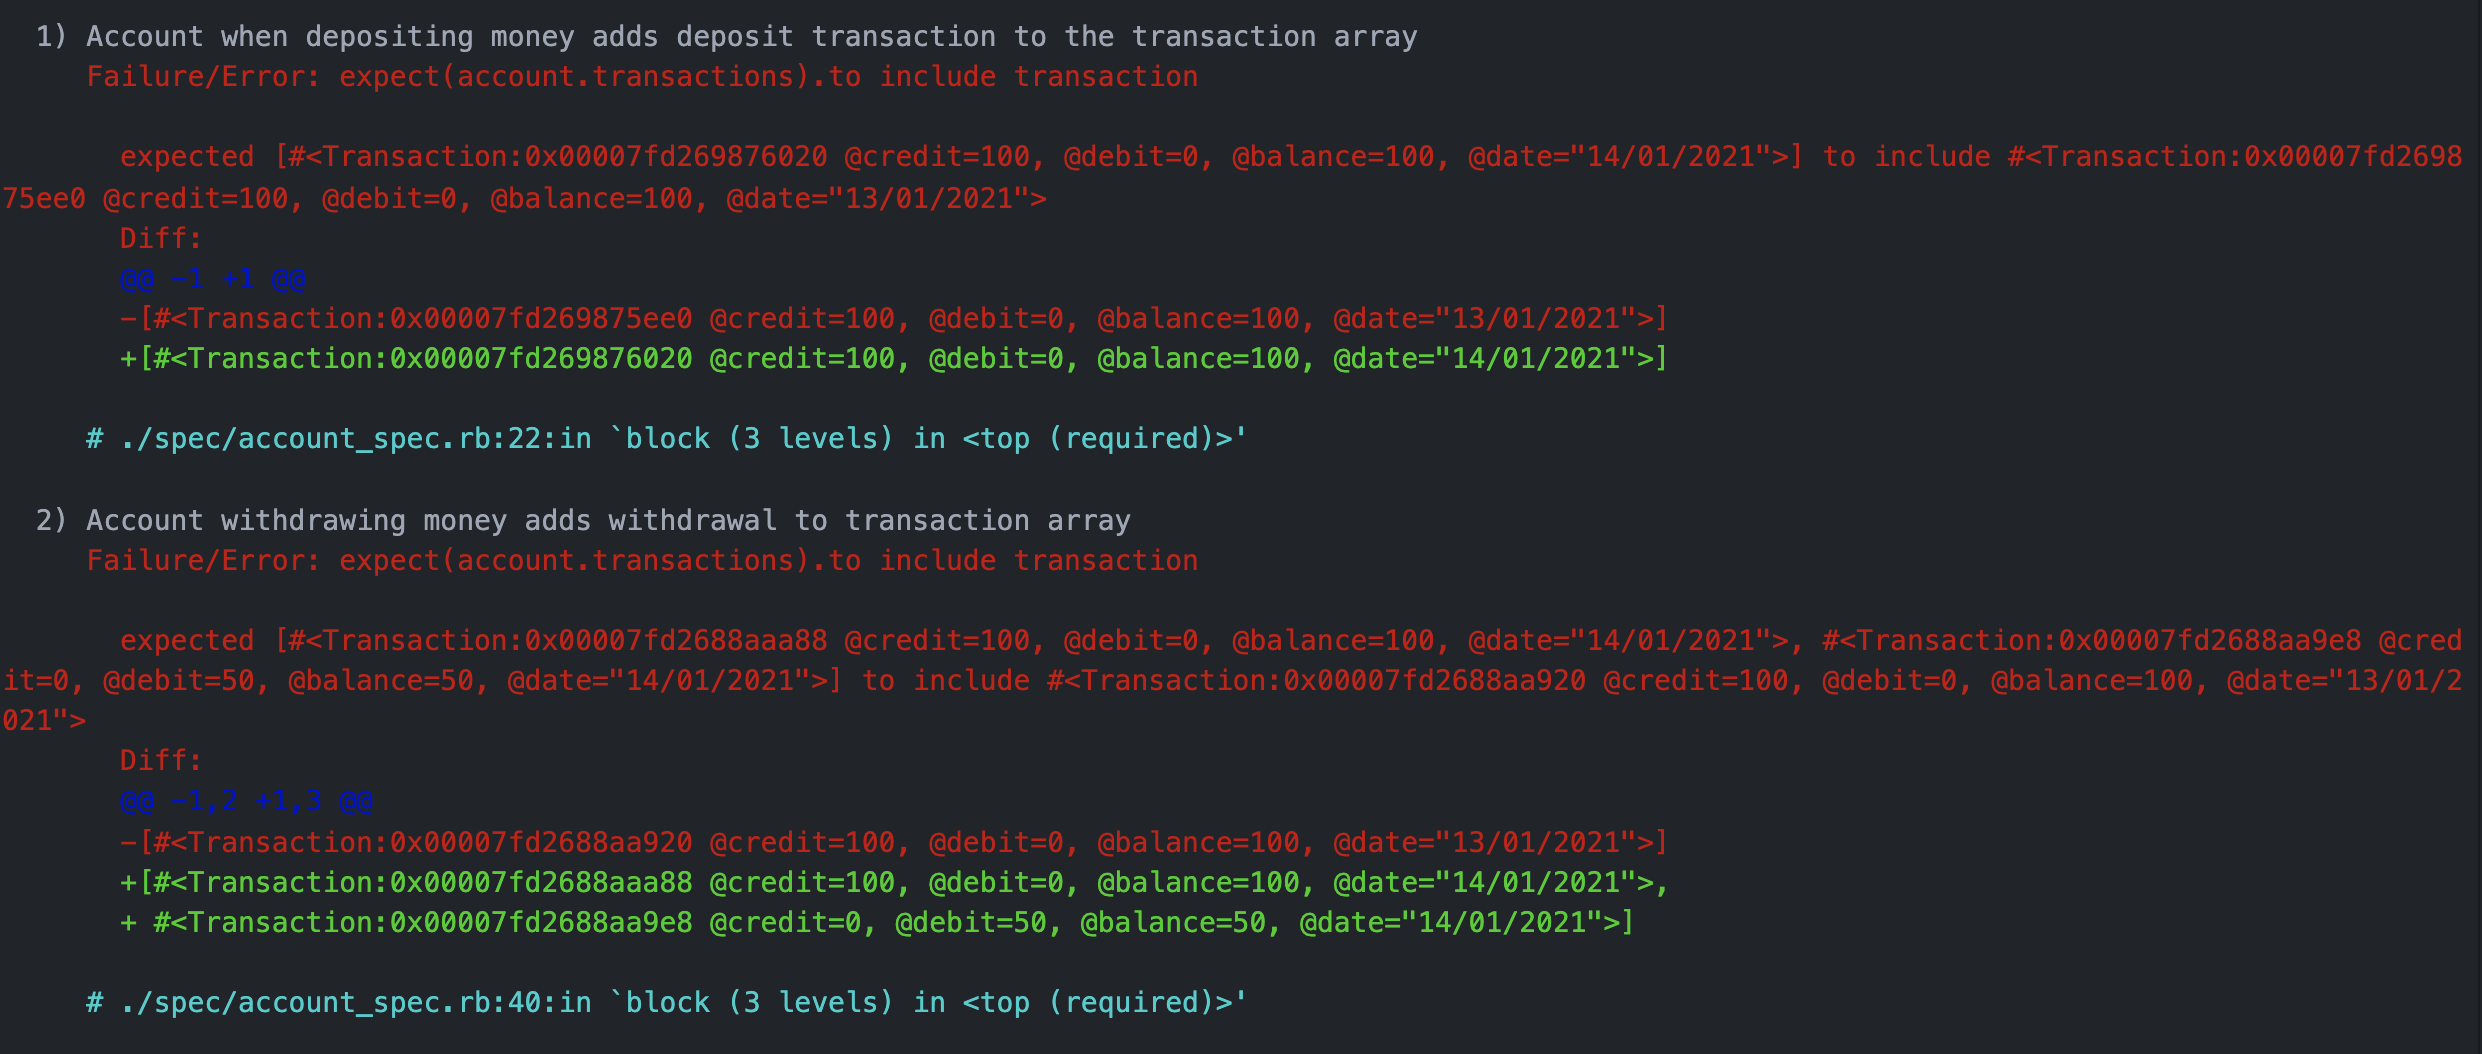 1) Account when depositing money adds deposit transaction to the transaction array
Failure/Error: expect(account.transactions).to include transaction
expected [#<Transaction:0x00007fd269876020 @credit=100, @debit=0, @balance=100, @date="14/01/2021">] to include #<Transaction:0x00007fd2698
75ee0 @credit=100, @debit=0, @balance=100, @date="13/01/2021">
Diff:
@@ -1 +1 @@
-[#<Transaction:0x00007fd269875ee0 @credit=100, @debit=0, @balance=100, @date="13/01/2021">]
+[#<Transaction:0x00007fd269876020 @credit=100, @debit=0, @balance=100, @date="14/01/2021">]
# ./spec/account_spec.rb:22:in `block (3 levels) in <top (required)>'
2) Account withdrawing money adds withdrawal to transaction array
Failure/Error: expect(account.transactions).to include transaction
expected [#<Transaction:0x00007fd2688aaa88 @credit=100, @debit=0, @balance=100, @date="14/01/2021">, #<Transaction:0x00007fd2688aa9e8 @cred
it=0, @debit=50, @balance=50, @date="14/01/2021">] to include #<Transaction:0x00007fd2688aa920 @credit=100, @debit=0, @balance=100, @date="13/01/2
021">
Diff:
@@ -1,2 +1,3 @@
-[#<Transaction:0x00007fd2688aa920 @credit=100, @debit=0, @balance=100, @date="13/01/2021">]
+[#<Transaction:0x00007fd2688aaa88 @credit=100, @debit=0, @balance=100, @date="14/01/2021">,
+ #<Transaction:0x00007fd2688aa9e8 @credit=0, @debit=50, @balance=50, @date="14/01/2021">]
# ./spec/account_spec.rb:40:in `block (3 levels) in <top (required)>'